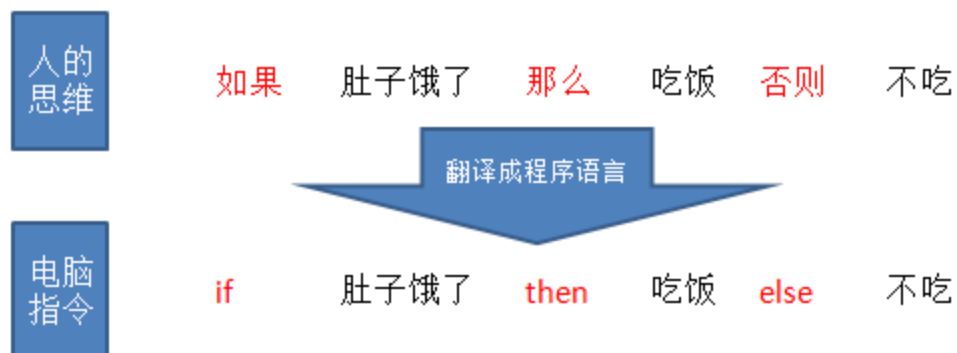 人的
思维
如果 肚子饿了 那么 吃饭 否则 不吃
翻译成程序语言
电脑
指令
if 肚子饿了 then 吃饭 else 不吃